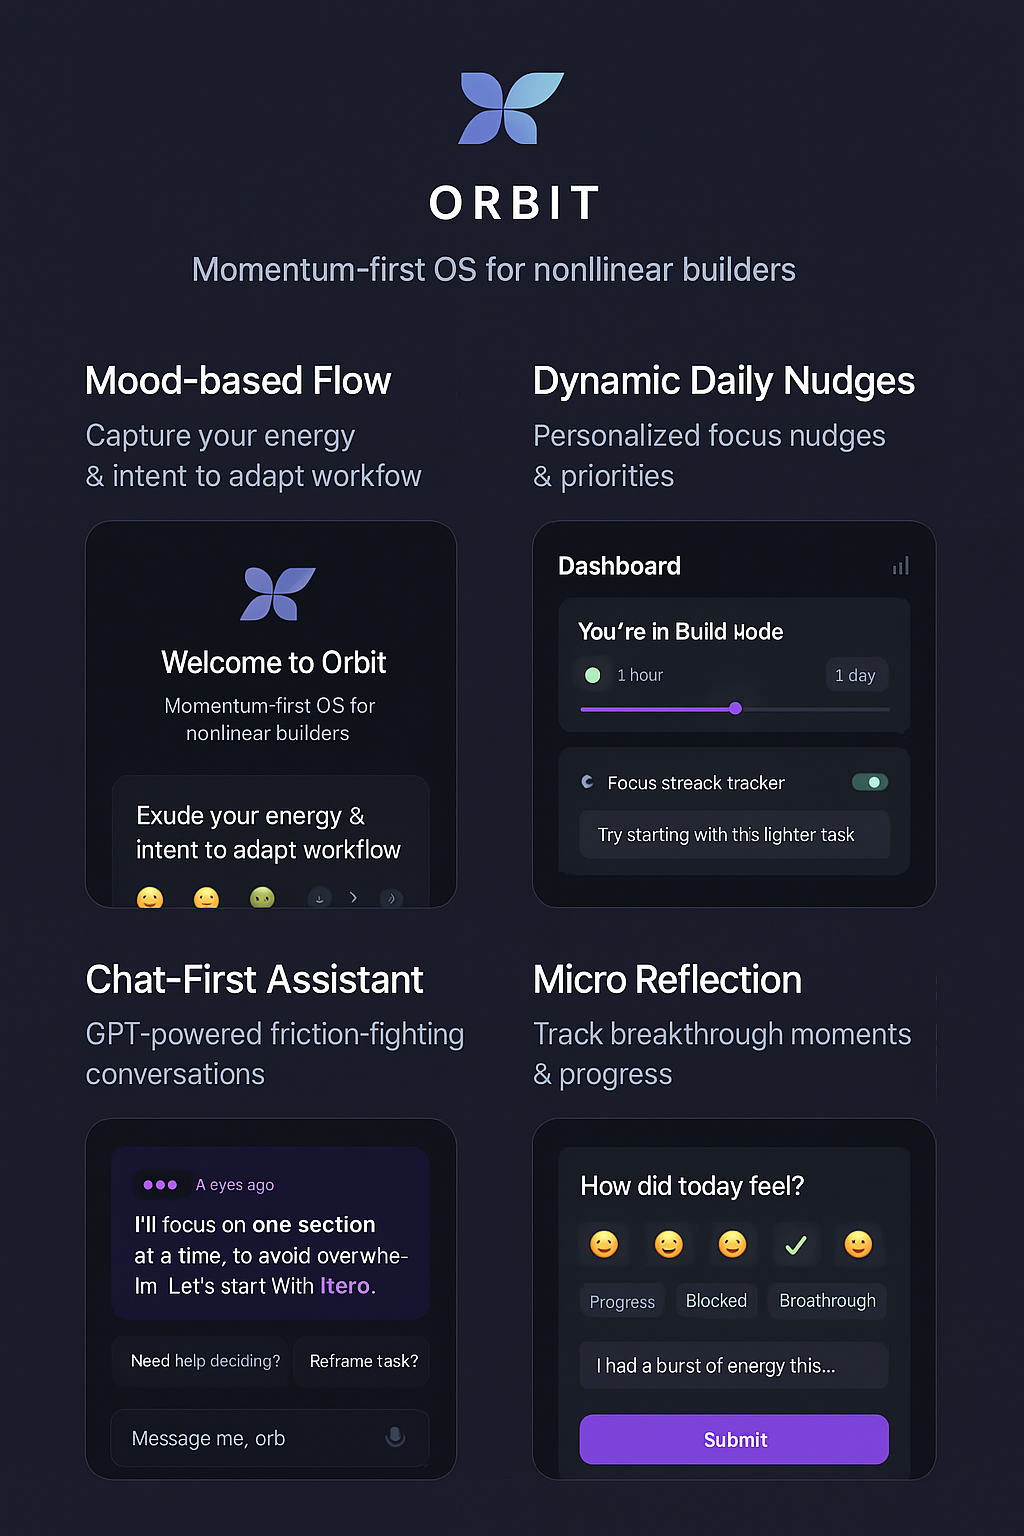 ORBIT
Momentum-first OS for nonllinear builders
Mood-based Flow
Capture your energy
& intent to adapt workfow
Welcome to Orbit
Momentum-first OS for
nonlinear builders
Exude your energy &
intent to adapt workflow
Dynamic Daily Nudges
Personalized focus nudges
& priorities
Dashboard
You're in Build Mode
1 hour
1 day
Focus streack tracker
Try starting with this lighter task
Chat-First Assistant
GPT-powered friction-fighting
conversations
A eyes ago
I'll focus on one section
at a time, to avoid overwhe-
lm Let's start With Itero.
Need help deciding?
Reframe task?
Message me, orb
Micro Reflection
Track breakthrough moments
& progress
How did today feel?
Progress
Blocked
Broathrough
I had a burst of energy this...
Submit